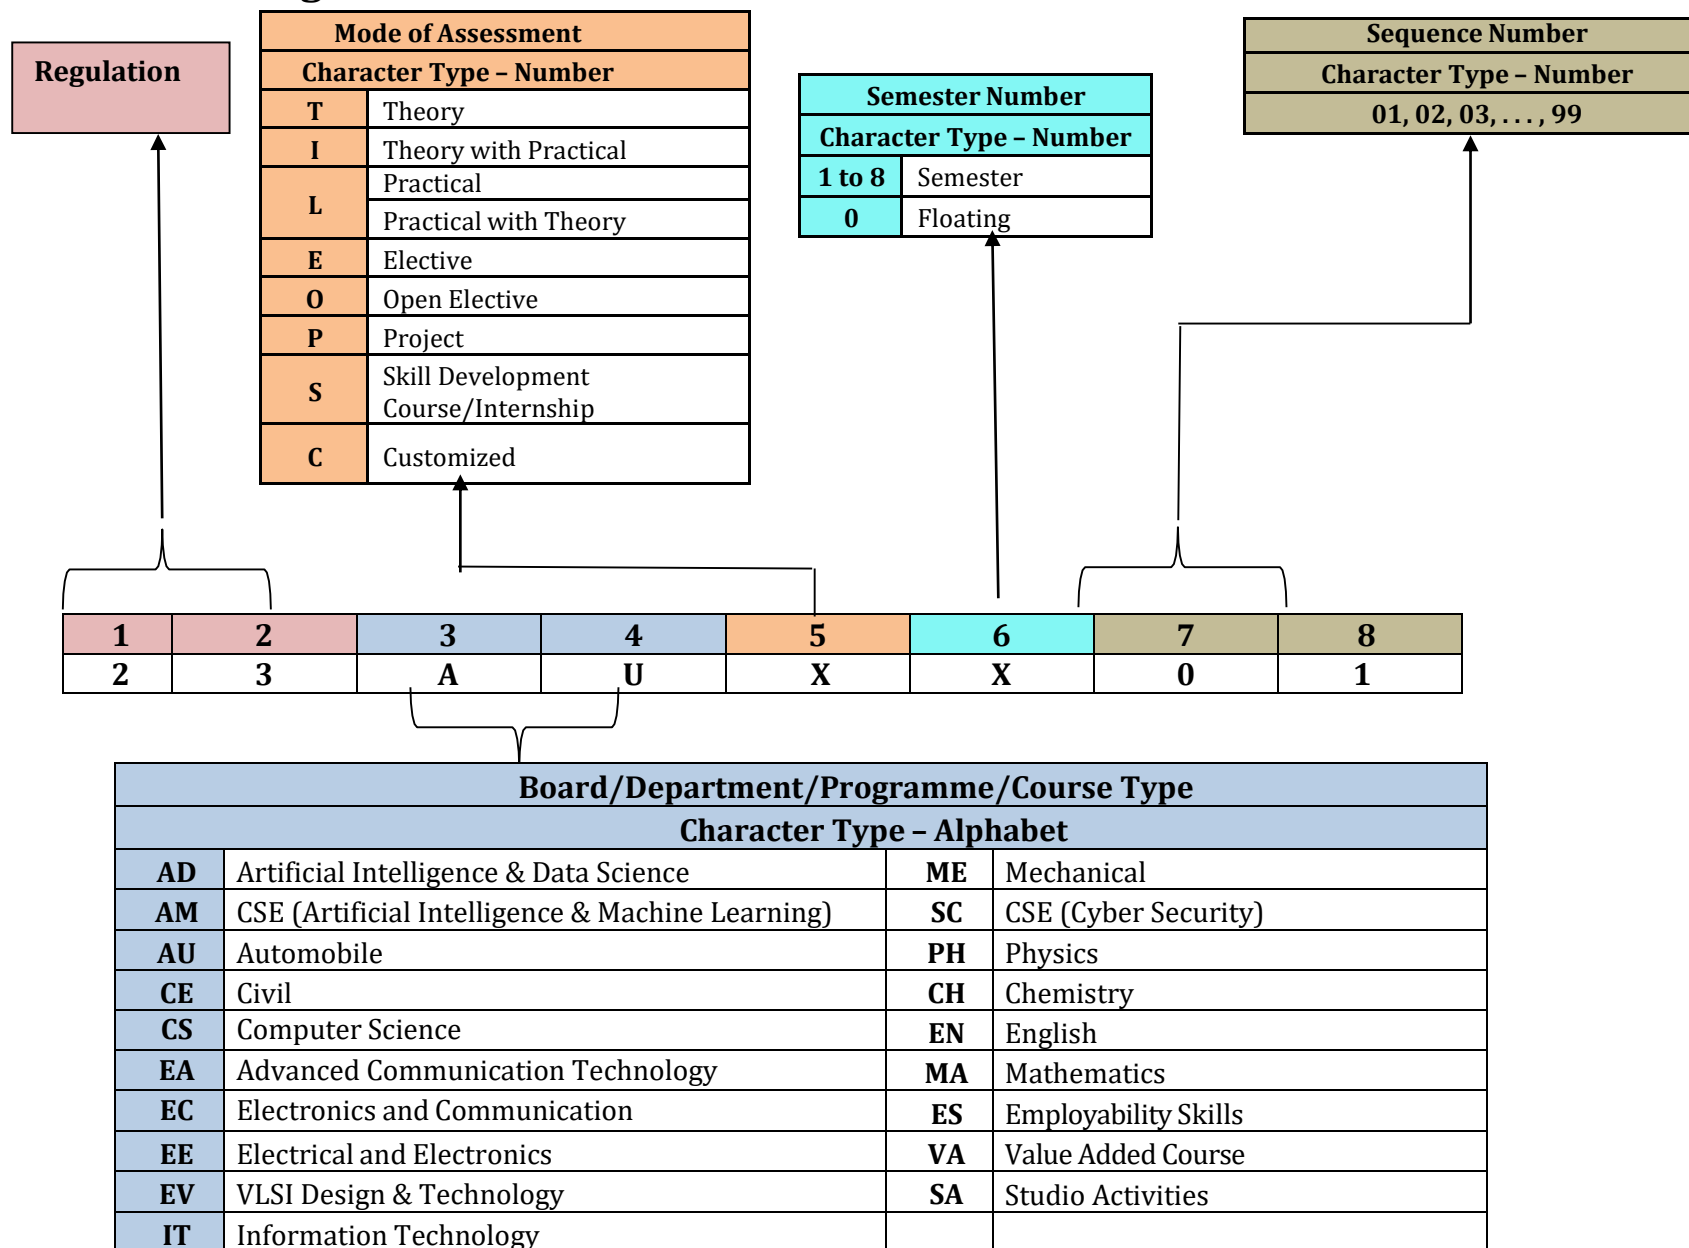 Regulation
Mode of Assessment
Character Type – Number
T Theory
I Theory with Practical
L Practical
Practical with Theory
E Elective
O Open Elective
P Project
S Skill Development
Course/Internship
C Customized
Semester Number
Character Type – Number
1 to 8 Semester
0 Floating
Sequence Number
Character Type – Number
01, 02, 03, . . . , 99
1 2 3 4 5 6 7 8
2 3 A U X X 0 1
Board/Department/Programme/Course Type
Character Type – Alphabet
AD Artificial Intelligence & Data Science ME Mechanical
AM CSE (Artificial Intelligence & Machine Learning) SC CSE (Cyber Security)
AU Automobile PH Physics
CE Civil CH Chemistry
CS Computer Science EN English
EA Advanced Communication Technology MA Mathematics
EC Electronics and Communication ES Employability Skills
EE Electrical and Electronics VA Value Added Course
EV VLSI Design & Technology SA Studio Activities
IT Information Technology